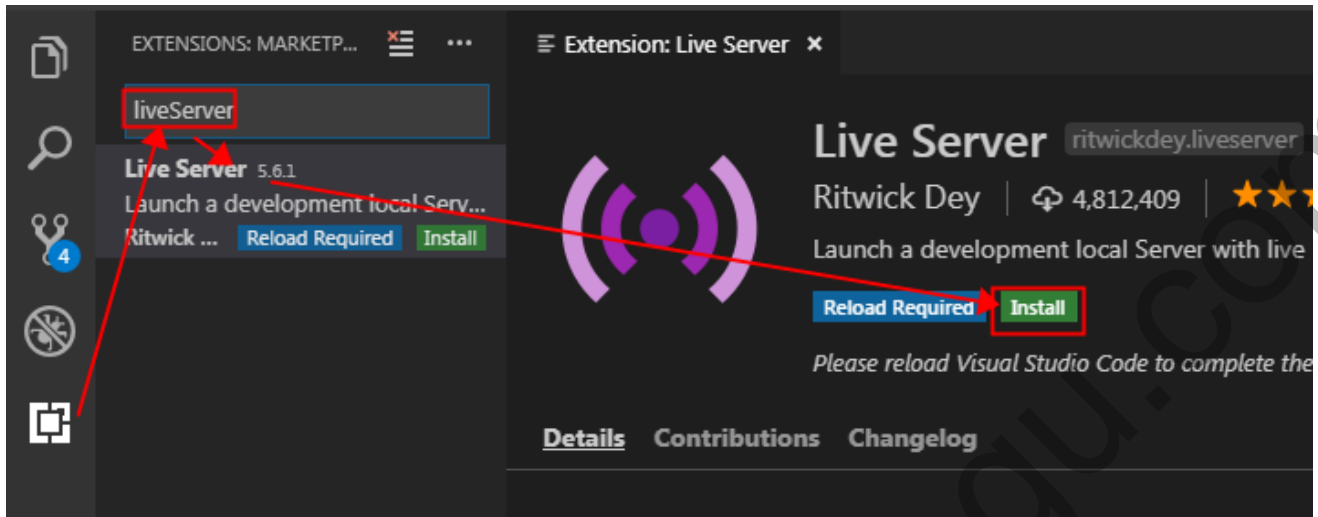 EXTENSIONS: MARKETP...
liveServer
Live Server 5.6.1
Launch a development local Serv...
Ritwick ... Reload Required Install
4
Extension: Live Server
Live Server ritwickdey.liveserver
Ritwick Dey 4,812,409
Launch a development local Server with live
Reload Required Install
Please reload Visual Studio Code to complete the
Details Contributions Changelog